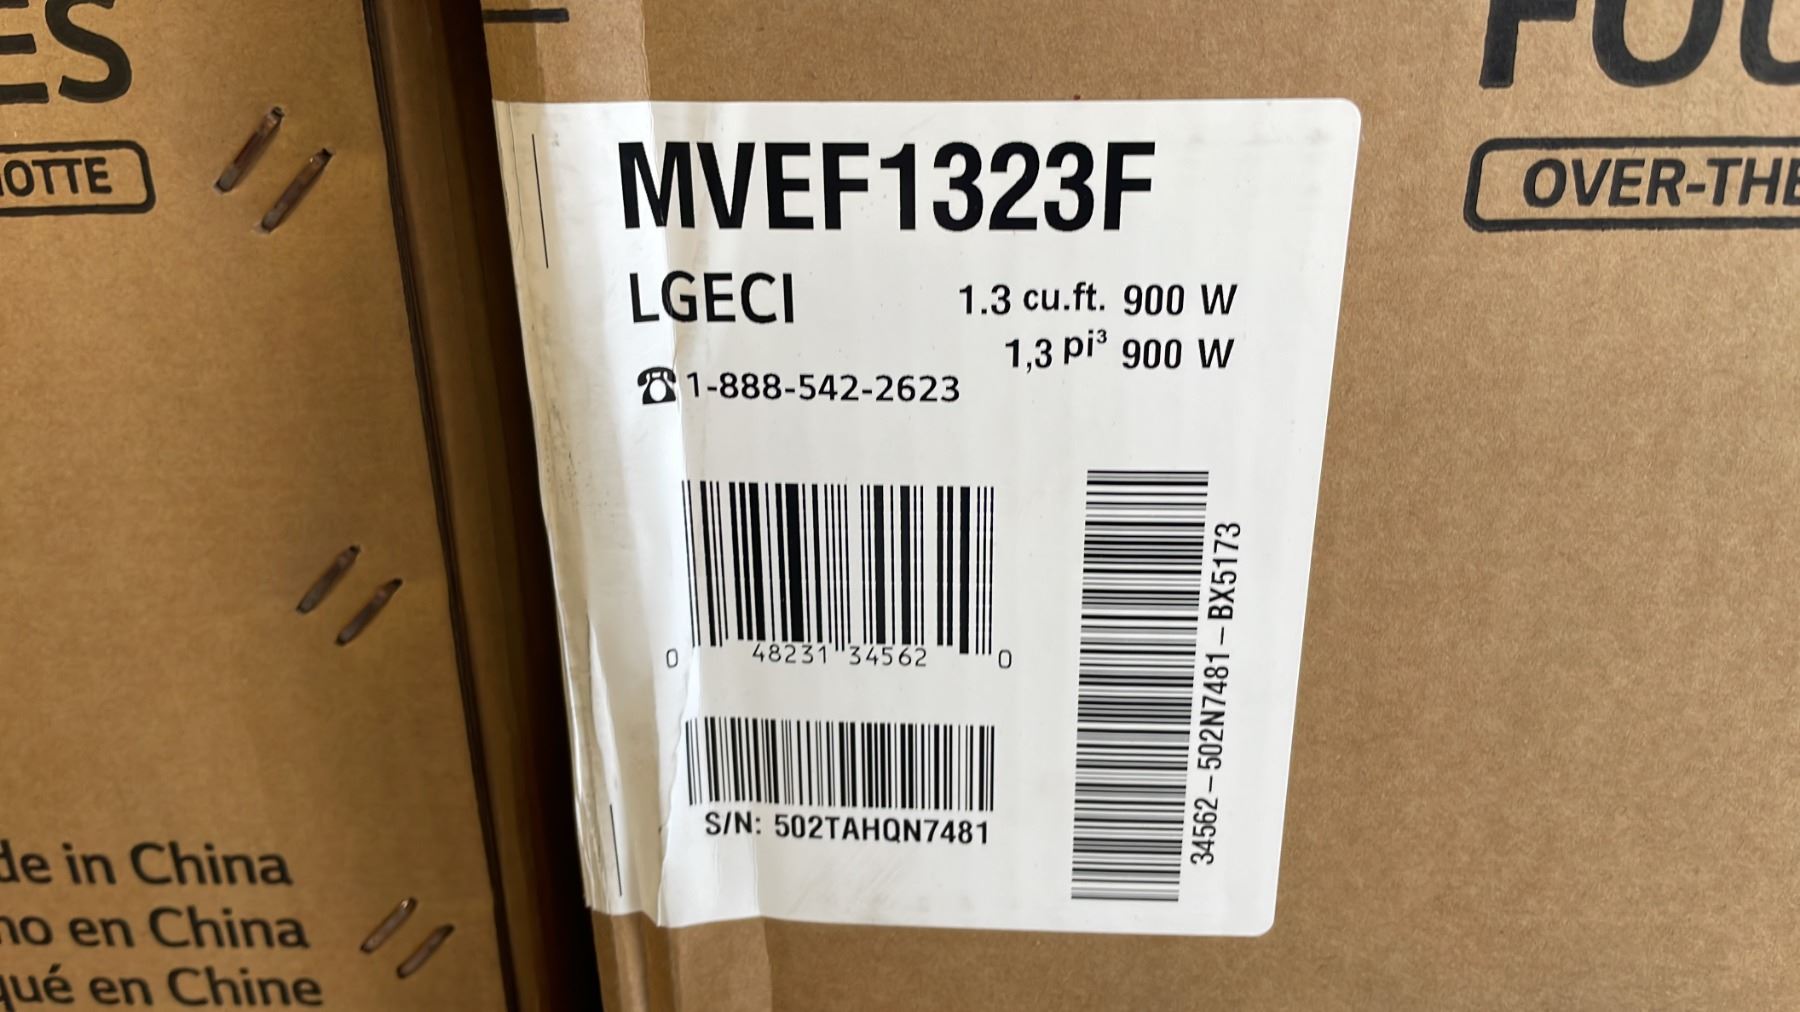 ES
OTTE
de in China
no en China
qué en Chine
MVEF1323F
LGECI
1.3 cu.ft. 900 W
1,3 pi³ 900 W
☎ 1-888-542-2623
0 48231 34562 0
S/N: 502TAHQN7481
34562-502N7481-BX5173
FOU
OVER-THE